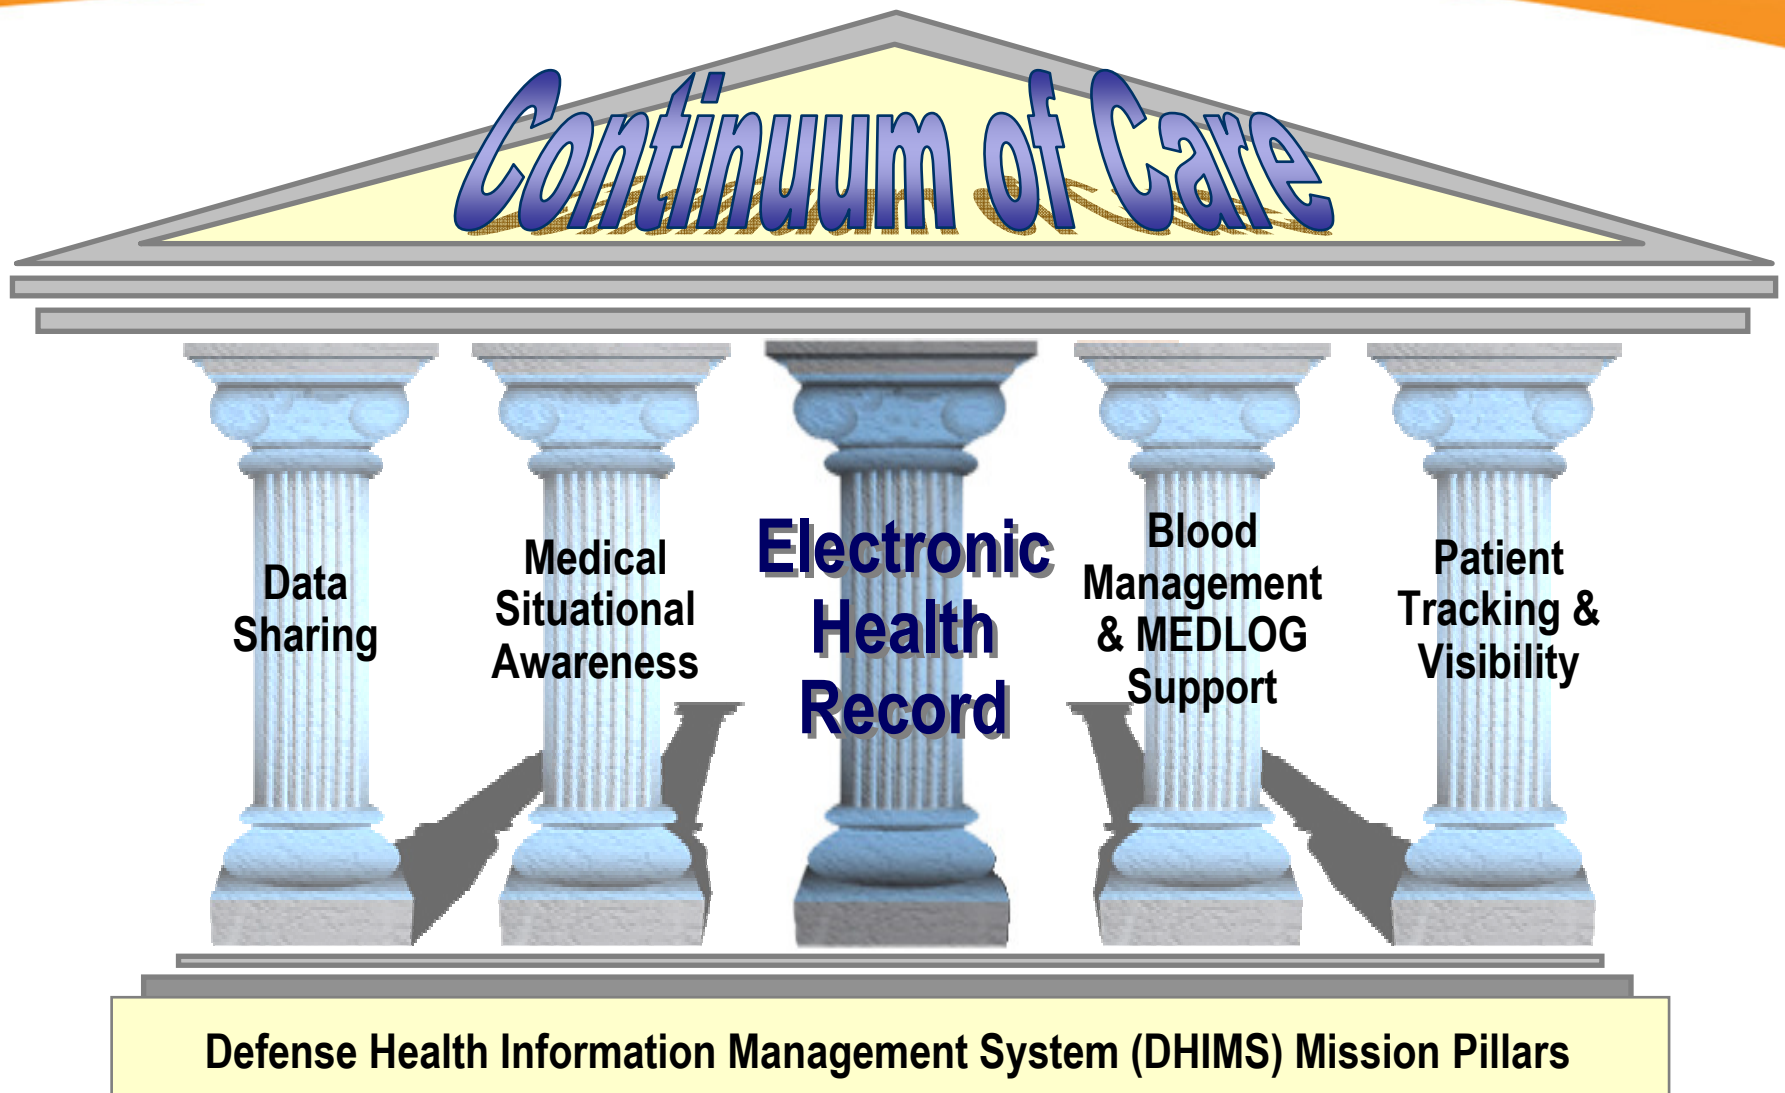 Continuum of Care
Data
Sharing
Medical
Situational
Awareness
Electronic
Health
Record
Blood
Management
& MEDLOG
Support
Patient
Tracking &
Visibility
Defense Health Information Management System (DHIMS) Mission Pillars